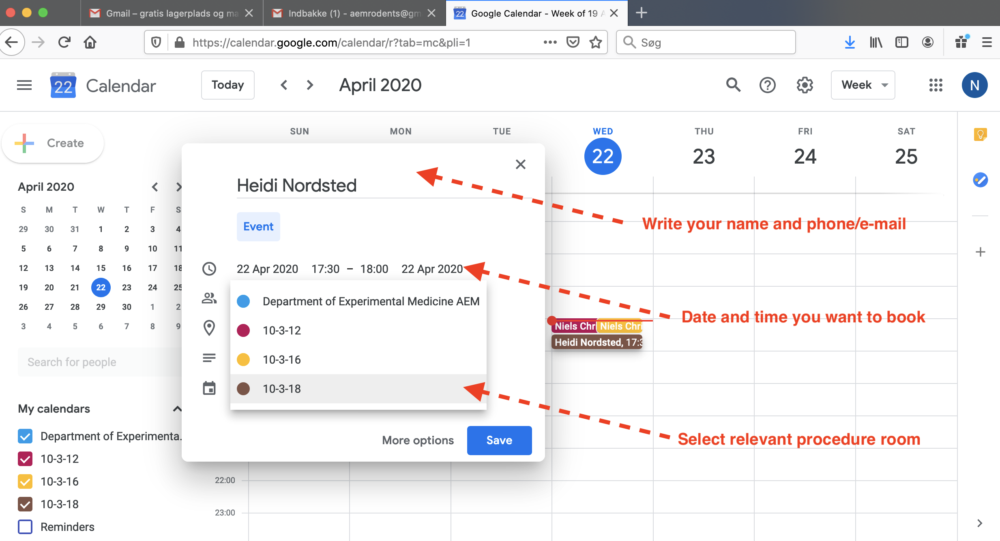 Gmail – gratis lagerplads og ma
Indbakke (1) - aemrodents@gm
22 Google Calendar - Week of 19 A
https://calendar.google.com/calendar/r?tab=mc&pli=1
Søg
22 Calendar
Today
April 2020
Week
N
Create
SUN MON TUE WED THU FRI SAT
22 23 24 25
April 2020
S M T W T F S
29 30 31 1 2 3 4
5 6 7 8 9 10 11
12 13 14 15 16 17 18
19 20 21 22 23 24 25
26 27 28 29 30 1 2
3 4 5 6 7 8 9
Search for people
My calendars
Department of Experimenta.
10-3-12
10-3-16
10-3-18
Reminders
Heidi Nordsted
Event
22 Apr 2020 17:30 – 18:00 22 Apr 2020
Department of Experimental Medicine AEM
10-3-12
10-3-16
10-3-18
More options
Save
Write your name and phone/e-mail
Date and time you want to book
Niels Chri
Niels Chri
Heidi Nordsted, 17:3
Select relevant procedure room
22:00
23:00